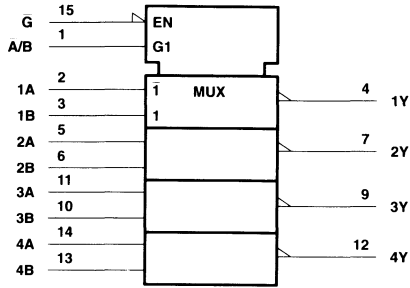 G̅ 15 EN
A̅/B 1 G1
1A 2 1̅ MUX 4 1Y
1B 3 1
2A 5 7 2Y
2B 6
3A 11 9 3Y
3B 10
4A 14 12 4Y
4B 13